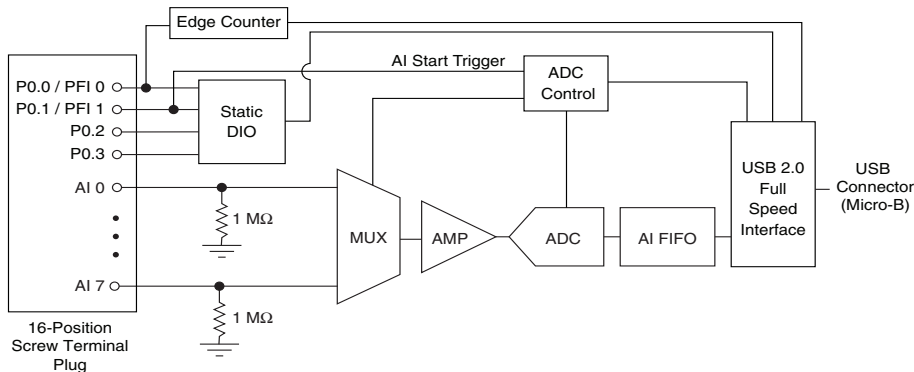 Edge Counter
AI Start Trigger
P0.0 / PFI 0
P0.1 / PFI 1
P0.2
P0.3
Static
DIO
ADC
Control
AI 0
1 MΩ
MUX
AMP
ADC
AI FIFO
USB 2.0
Full
Speed
Interface
USB
Connector
(Micro-B)
AI 7
1 MΩ
16-Position
Screw Terminal
Plug